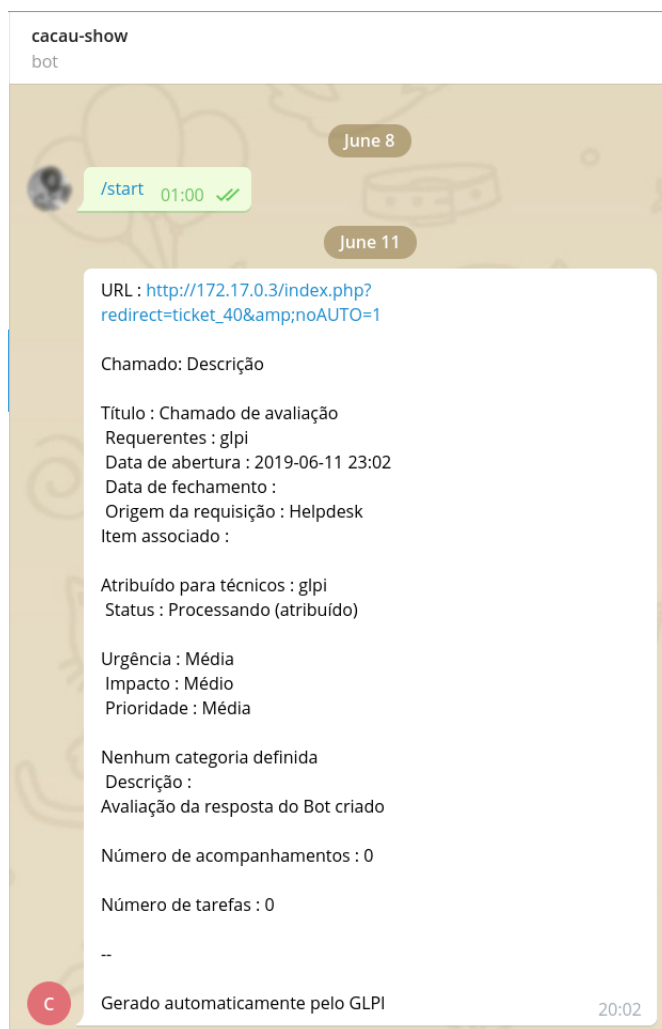 cacau-show
bot
June 8
/start 01:00
June 11
URL : http://172.17.0.3/index.php?
redirect=ticket_40&amp;noAUTO=1
Chamado: Descrição
Título : Chamado de avaliação
Requerentes : glpi
Data de abertura : 2019-06-11 23:02
Data de fechamento :
Origem da requisição : Helpdesk
Item associado :
Atribuído para técnicos : glpi
Status : Processando (atribuído)
Urgência : Média
Impacto : Médio
Prioridade : Média
Nenhum categoria definida
Descrição :
Avaliação da resposta do Bot criado
Número de acompanhamentos : 0
Número de tarefas : 0
--
C
Gerado automaticamente pelo GLPI
20:02